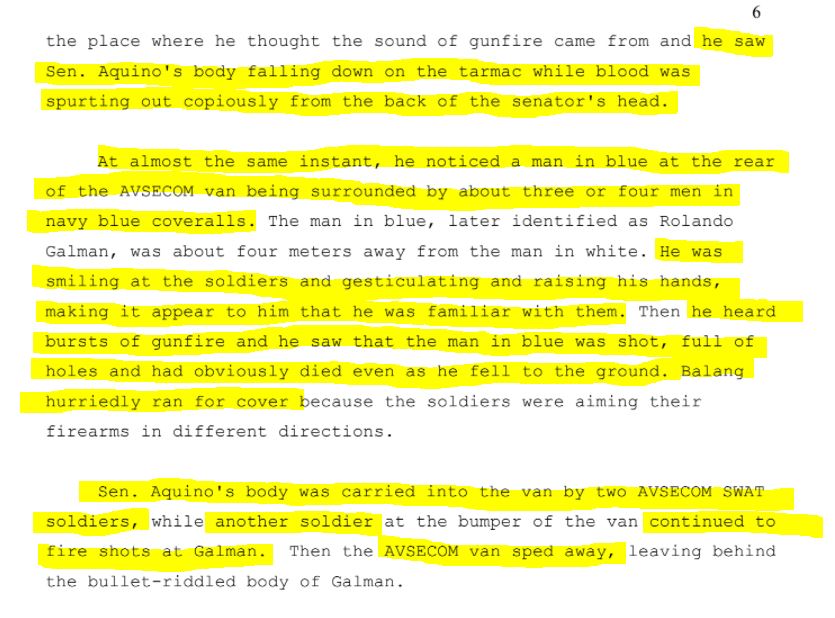 6
the place where he thought the sound of gunfire came from and he saw
Sen. Aquino's body falling down on the tarmac while blood was
spurting out copiously from the back of the senator's head.
At almost the same instant, he noticed a man in blue at the rear
of the AVSECOM van being surrounded by about three or four men in
navy blue coveralls. The man in blue, later identified as Rolando
Galman, was about four meters away from the man in white. He was
smiling at the soldiers and gesticulating and raising his hands,
making it appear to him that he was familiar with them. Then he heard
bursts of gunfire and he saw that the man in blue was shot, full of
holes and had obviously died even as he fell to the ground. Balang
hurriedly ran for cover because the soldiers were aiming their
firearms in different directions.
Sen. Aquino's body was carried into the van by two AVSECOM SWAT
soldiers, while another soldier at the bumper of the van continued to
fire shots at Galman. Then the AVSECOM van sped away, leaving behind
the bullet-riddled body of Galman.